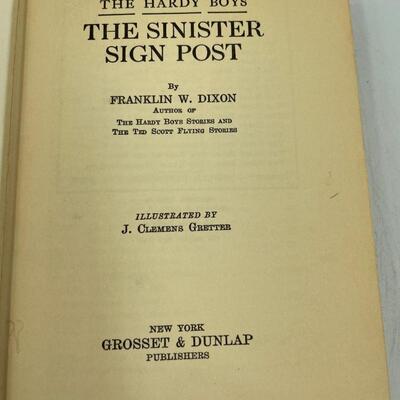 THE HARDY BOYS
THE SINISTER
SIGN POST
By
FRANKLIN W. DIXON
AUTHOR OF
THE HARDY BOYS STORIES AND
THE TED SCOTT FLYING STORIES
ILLUSTRATED BY
J. CLEMENS GRETTER
NEW YORK
GROSSET & DUNLAP
PUBLISHERS